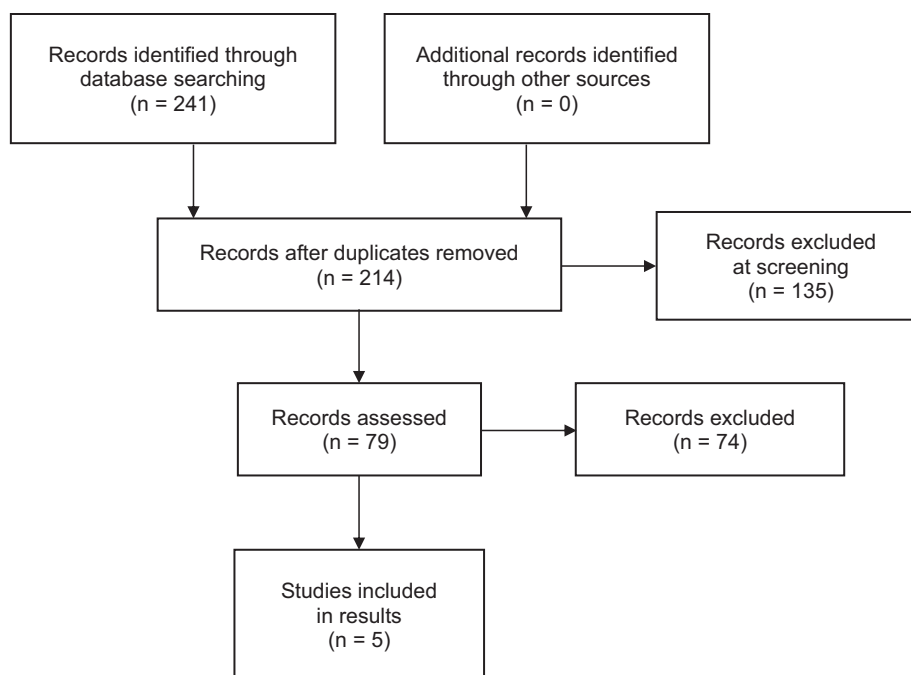 Records identified through
database searching
(n = 241)
Additional records identified
through other sources
(n = 0)
Records after duplicates removed
(n = 214)
Records excluded
at screening
(n = 135)
Records assessed
(n = 79)
Records excluded
(n = 74)
Studies included
in results
(n = 5)